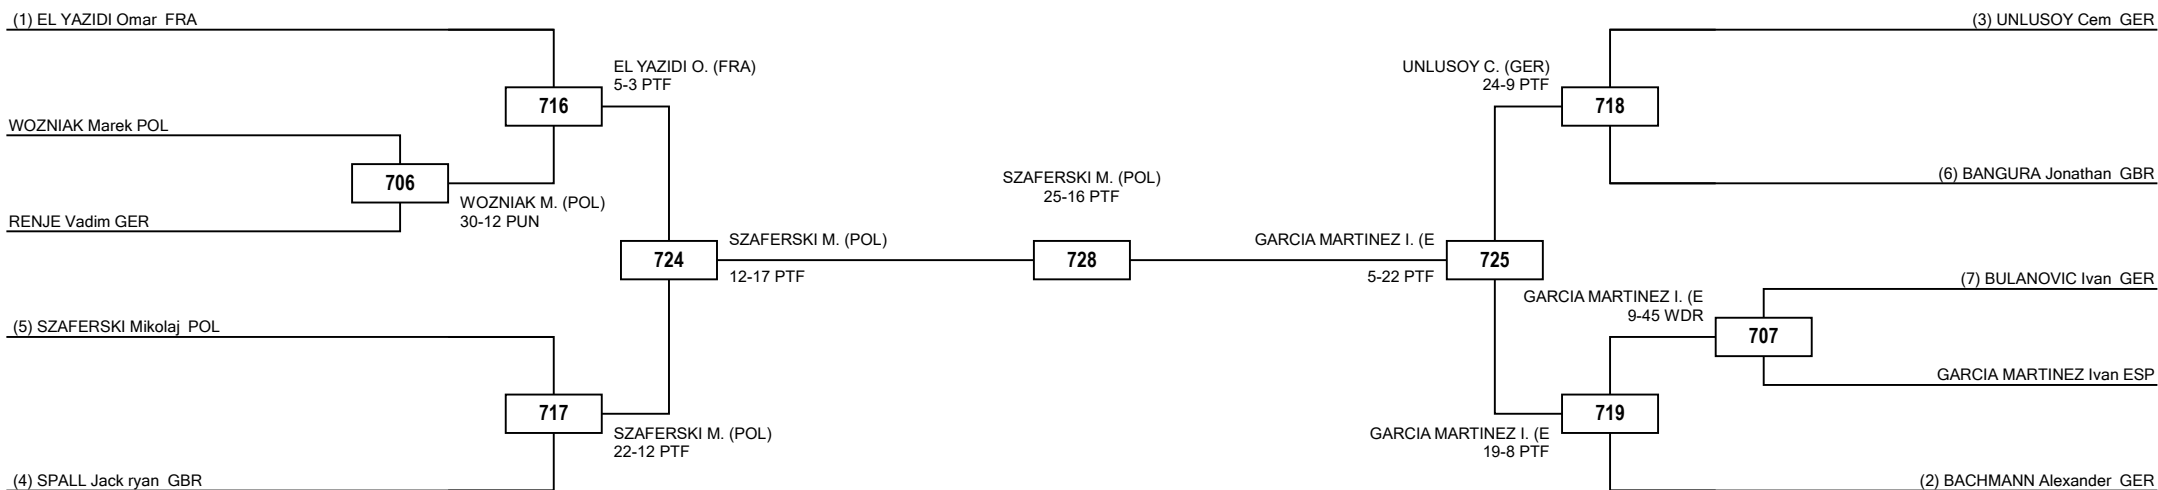 (1) EL YAZIDI Omar  FRA
(3) UNLUSOY Cem  GER
EL YAZIDI O. (FRA)
5-3 PTF
UNLUSOY C. (GER)
24-9 PTF
716
718
WOZNIAK Marek POL
706
WOZNIAK M. (POL)
30-12 PUN
RENJE Vadim GER
SZAFERSKI M. (POL)
25-16 PTF
(6) BANGURA Jonathan  GBR
724
SZAFERSKI M. (POL)
12-17 PTF
728
GARCIA MARTINEZ I. (E
5-22 PTF
725
(7) BULANOVIC Ivan  GER
GARCIA MARTINEZ I. (E
9-45 WDR
707
(5) SZAFERSKI Mikolaj  POL
GARCIA MARTINEZ Ivan ESP
717
719
SZAFERSKI M. (POL)
22-12 PTF
GARCIA MARTINEZ I. (E
19-8 PTF
(4) SPALL Jack ryan  GBR
(2) BACHMANN Alexander  GER